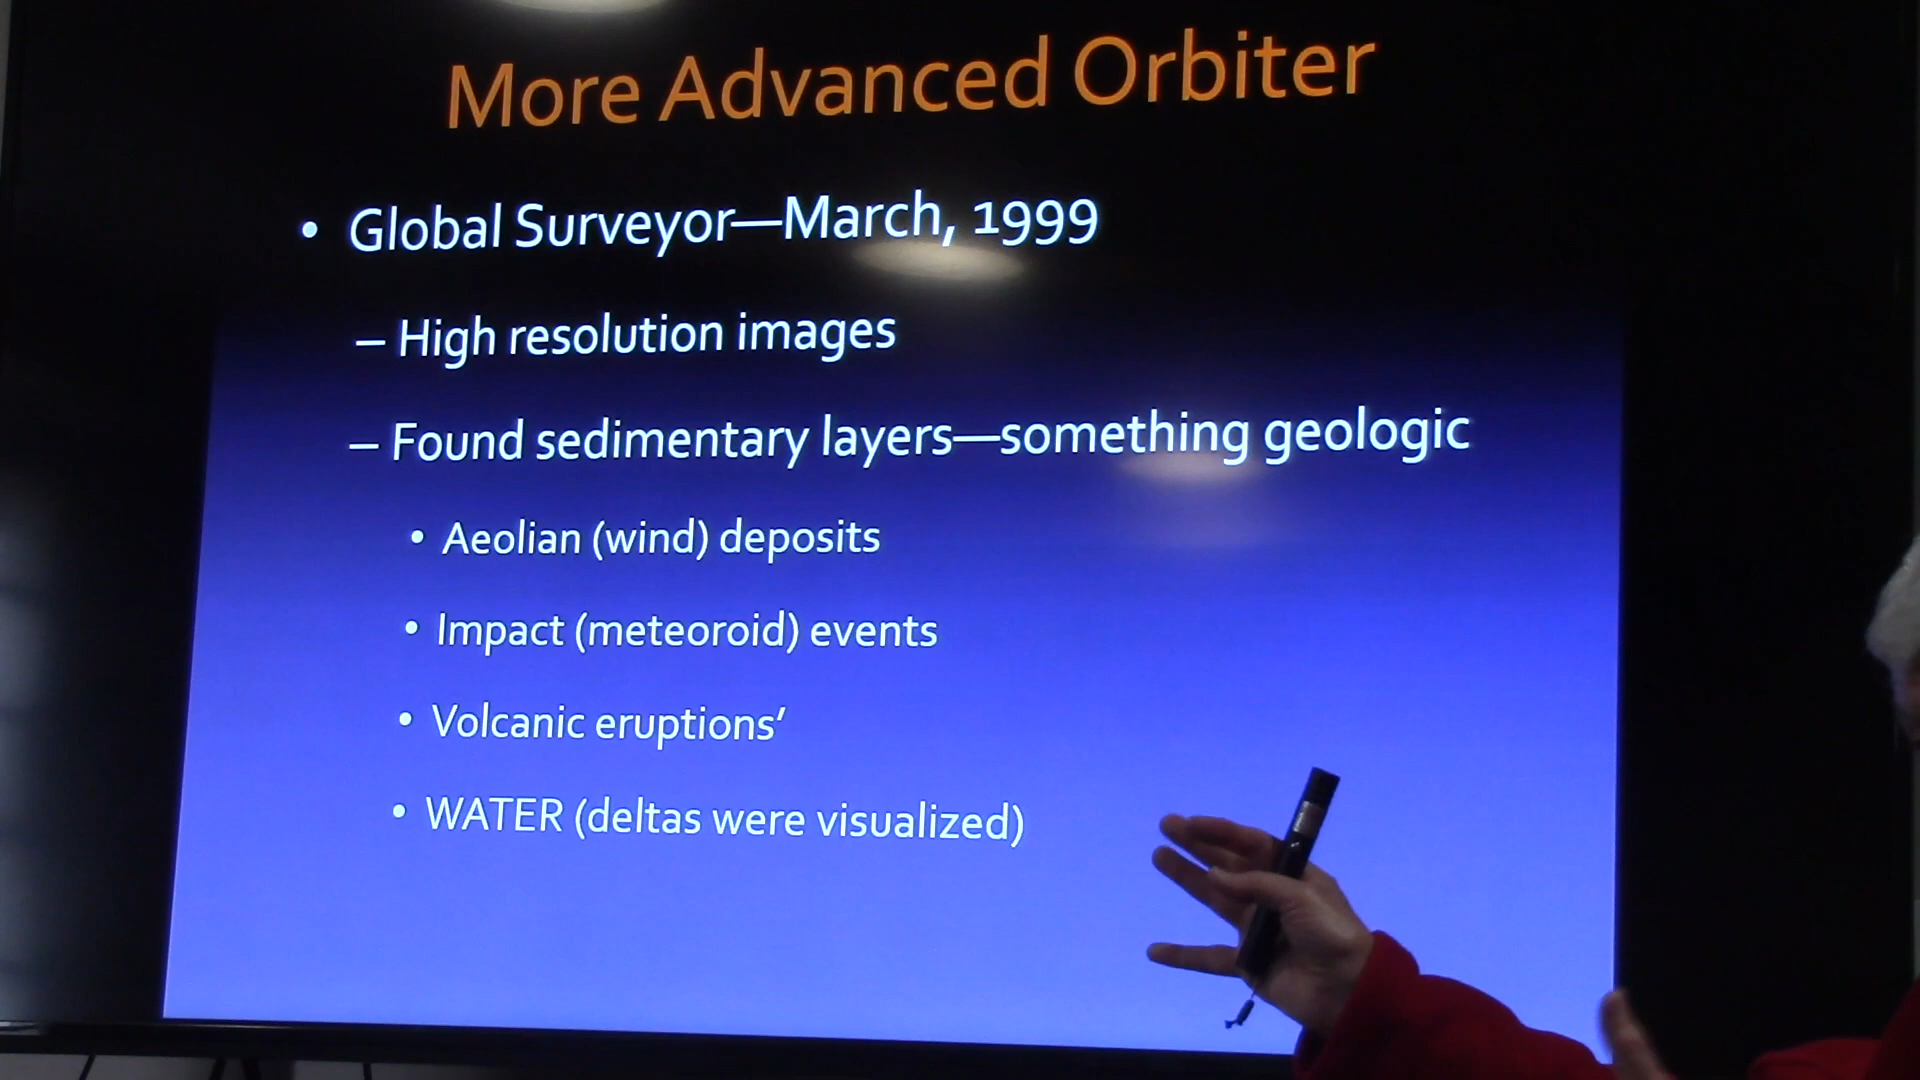 More Advanced Orbiter
• Global Surveyor—March, 1999
– High resolution images
– Found sedimentary layers—something geologic
• Aeolian (wind) deposits
• Impact (meteoroid) events
• Volcanic eruptions’
• WATER (deltas were visualized)